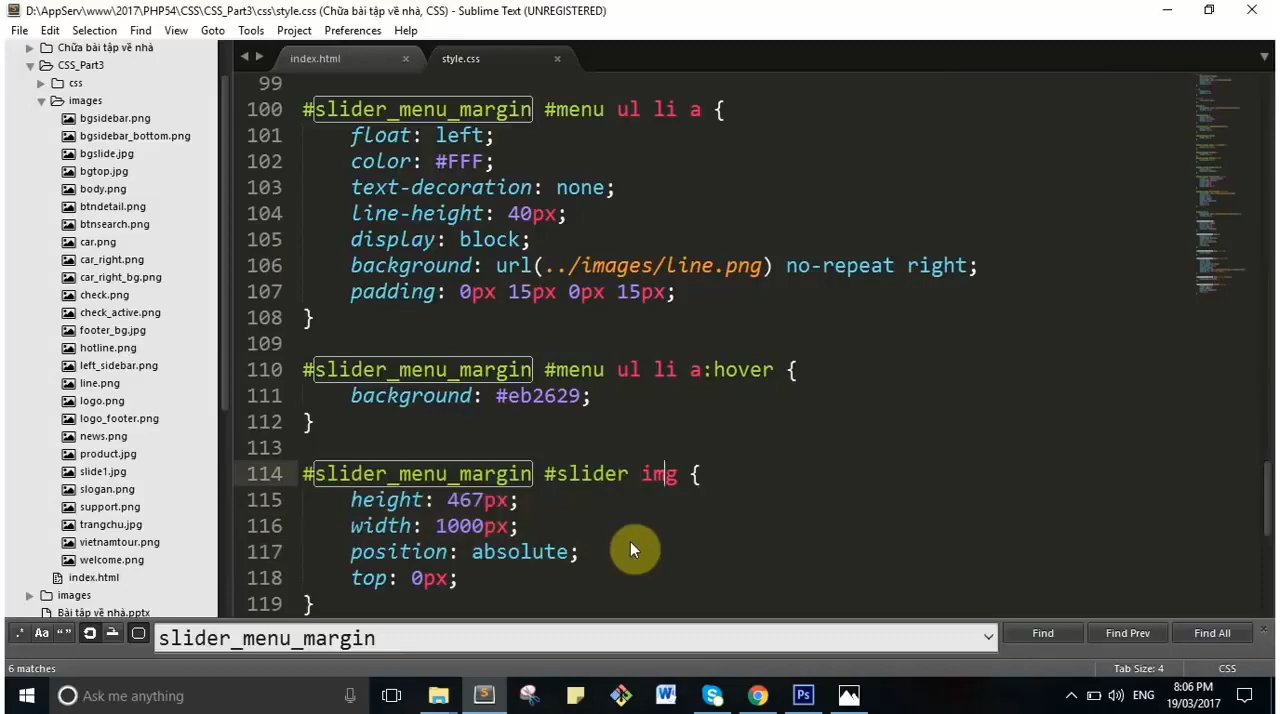 D:\AppServ\www\2017\PHP54\CSS\CSS_Part3\css\style.css (Chữa bài tập về nhà, CSS) - Sublime Text (UNREGISTERED)
File Edit Selection Find View Goto Tools Project Preferences Help
Chữa bài tập về nhà
CSS_Part3
css
images
bgsidebar.png
bgsidebar_bottom.png
bgslide.jpg
bgtop.jpg
body.png
btndetail.png
btnsearch.png
car.png
car_right.png
car_right_bg.png
check.png
check_active.png
footer_bg.jpg
hotline.png
left_sidebar.png
line.png
logo.png
logo_footer.png
news.png
product.jpg
slide1.jpg
slogan.png
support.png
trangchu.jpg
vietnamtour.png
welcome.png
index.html
images
Bài tập về nhà.pptx
index.html × style.css ×
99
100 #slider_menu_margin #menu ul li a {
101 float: left;
102 color: #FFF;
103 text-decoration: none;
104 line-height: 40px;
105 display: block;
106 background: url(../images/line.png) no-repeat right;
107 padding: 0px 15px 0px 15px;
108 }
109
110 #slider_menu_margin #menu ul li a:hover {
111 background: #eb2629;
112 }
113
114 #slider_menu_margin #slider img {
115 height: 467px;
116 width: 1000px;
117 position: absolute;
118 top: 0px;
119 }
.* Aa “ ” slider_menu_margin Find Find Prev Find All
6 matches Tab Size: 4 CSS
Ask me anything ENG 8:06 PM
19/03/2017